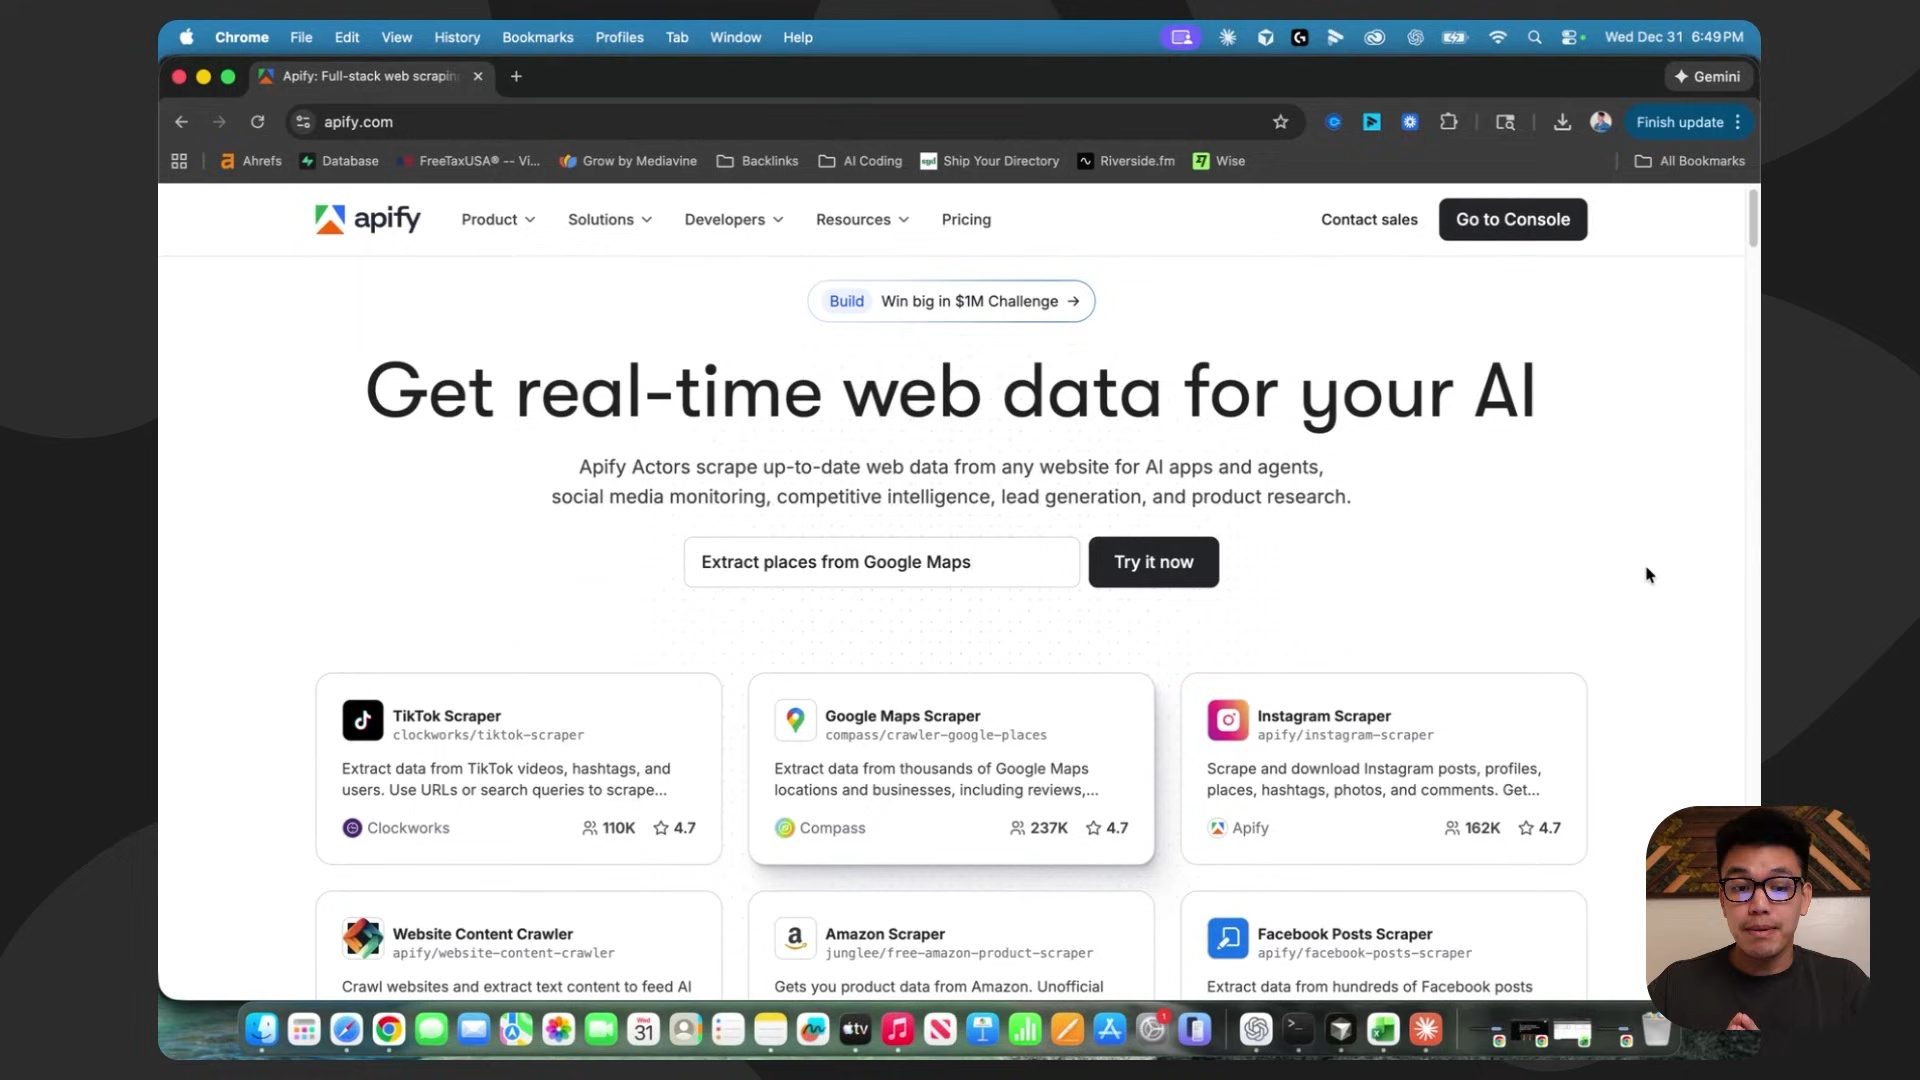 Chrome File Edit View History Bookmarks Profiles Tab Window Help
Wed Dec 31 6:49 PM
Apify: Full-stack web scrapin
Gemini
apify.com
Finish update
Ahrefs
Database
FreeTaxUSA® -- Vi...
Grow by Mediavine
Backlinks
AI Coding
Ship Your Directory
Riverside.fm
Wise
All Bookmarks
apify
Product
Solutions
Developers
Resources
Pricing
Contact sales
Go to Console
Build Win big in $1M Challenge →
Get real-time web data for your AI
Apify Actors scrape up-to-date web data from any website for AI apps and agents,
social media monitoring, competitive intelligence, lead generation, and product research.
Extract places from Google Maps
Try it now
TikTok Scraper
clockworks/tiktok-scraper
Extract data from TikTok videos, hashtags, and
users. Use URLs or search queries to scrape...
Clockworks 110K 4.7
Google Maps Scraper
compass/crawler-google-places
Extract data from thousands of Google Maps
locations and businesses, including reviews,...
Compass 237K 4.7
Instagram Scraper
apify/instagram-scraper
Scrape and download Instagram posts, profiles,
places, hashtags, photos, and comments. Get...
Apify 162K 4.7
Website Content Crawler
apify/website-content-crawler
Crawl websites and extract text content to feed AI
Amazon Scraper
junglee/free-amazon-product-scraper
Gets you product data from Amazon. Unofficial
Facebook Posts Scraper
apify/facebook-posts-scraper
Extract data from hundreds of Facebook posts
Wed
31
tv
1